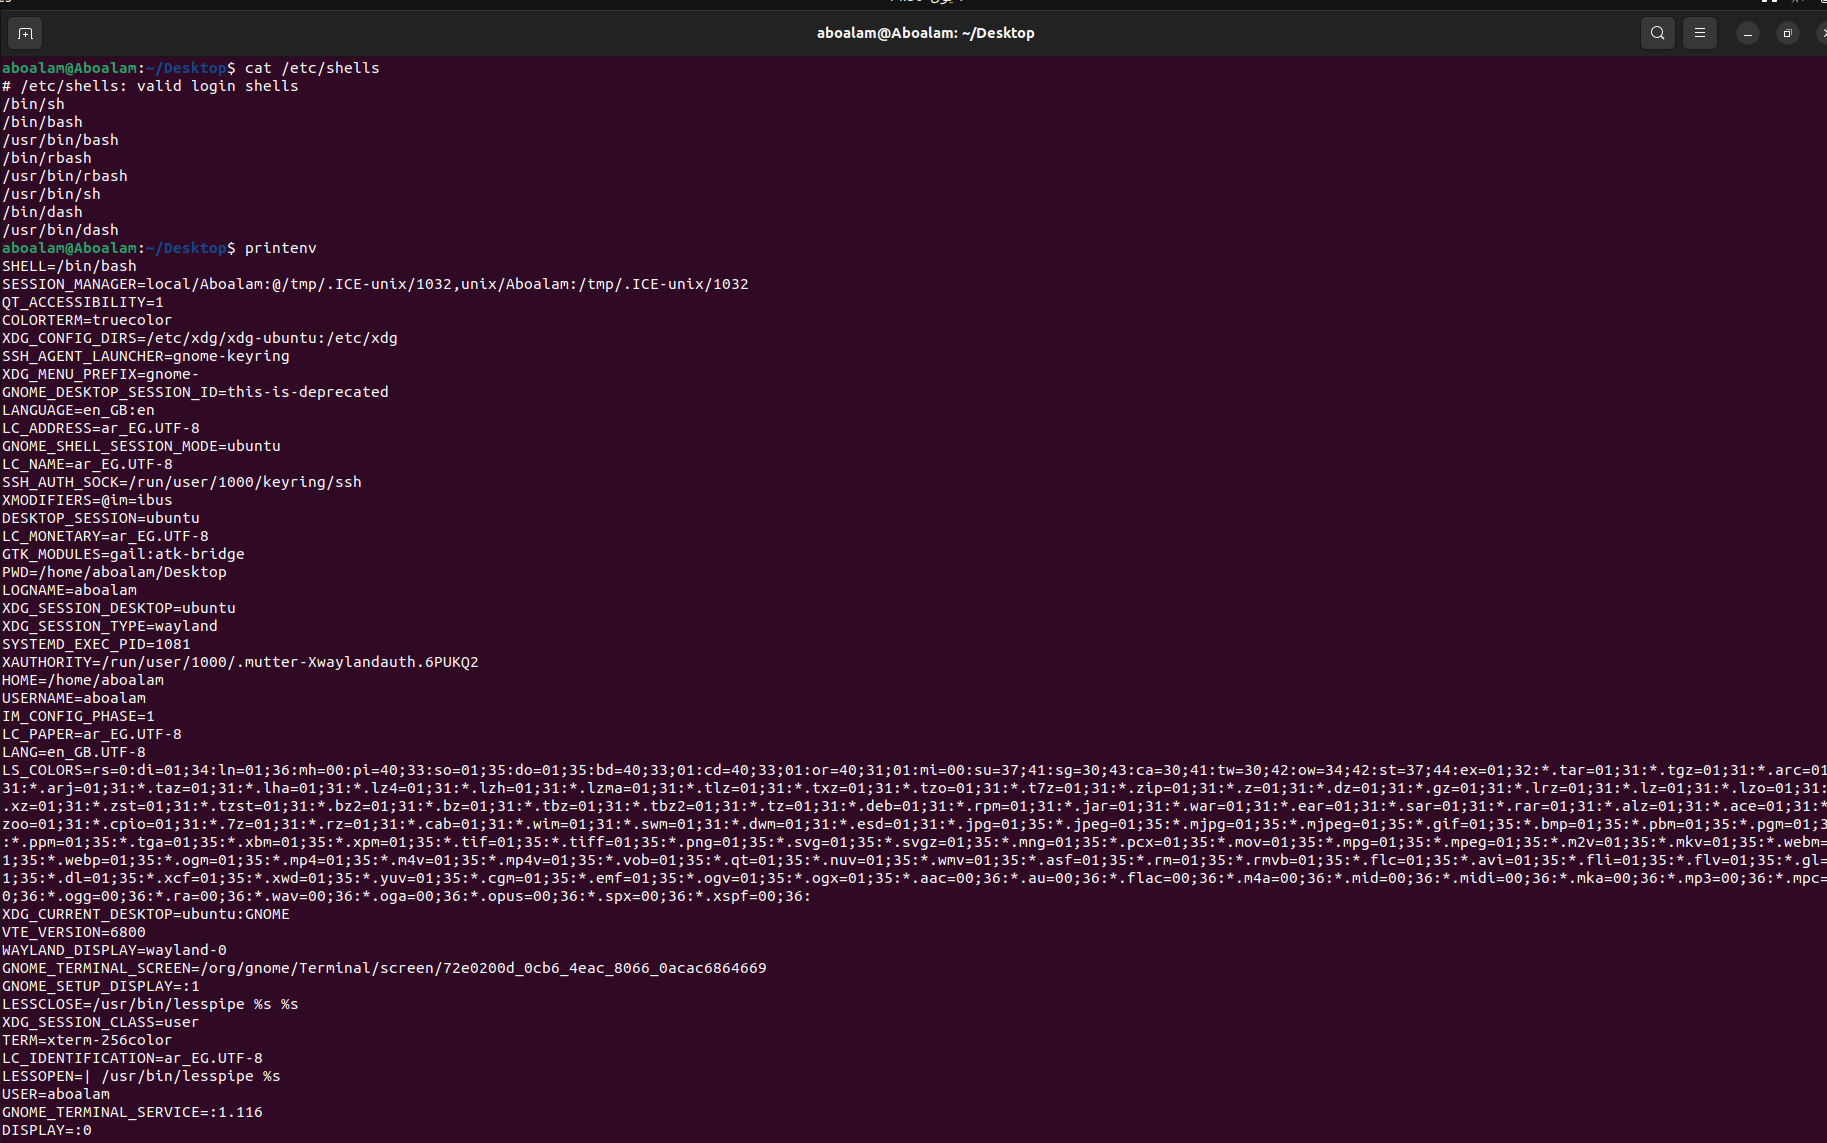 aboalam@Aboalam: ~/Desktop
aboalam@Aboalam:~/Desktop$ cat /etc/shells
# /etc/shells: valid login shells
/bin/sh
/bin/bash
/usr/bin/bash
/bin/rbash
/usr/bin/rbash
/usr/bin/sh
/bin/dash
/usr/bin/dash
aboalam@Aboalam:~/Desktop$ printenv
SHELL=/bin/bash
SESSION_MANAGER=local/Aboalam:@/tmp/.ICE-unix/1032,unix/Aboalam:/tmp/.ICE-unix/1032
QT_ACCESSIBILITY=1
COLORTERM=truecolor
XDG_CONFIG_DIRS=/etc/xdg/xdg-ubuntu:/etc/xdg
SSH_AGENT_LAUNCHER=gnome-keyring
XDG_MENU_PREFIX=gnome-
GNOME_DESKTOP_SESSION_ID=this-is-deprecated
LANGUAGE=en_GB:en
LC_ADDRESS=ar_EG.UTF-8
GNOME_SHELL_SESSION_MODE=ubuntu
LC_NAME=ar_EG.UTF-8
SSH_AUTH_SOCK=/run/user/1000/keyring/ssh
XMODIFIERS=@im=ibus
DESKTOP_SESSION=ubuntu
LC_MONETARY=ar_EG.UTF-8
GTK_MODULES=gail:atk-bridge
PWD=/home/aboalam/Desktop
LOGNAME=aboalam
XDG_SESSION_DESKTOP=ubuntu
XDG_SESSION_TYPE=wayland
SYSTEMD_EXEC_PID=1081
XAUTHORITY=/run/user/1000/.mutter-Xwaylandauth.6PUKQ2
HOME=/home/aboalam
USERNAME=aboalam
IM_CONFIG_PHASE=1
LC_PAPER=ar_EG.UTF-8
LANG=en_GB.UTF-8
LS_COLORS=rs=0:di=01;34:ln=01;36:mh=00:pi=40;33:so=01;35:do=01;35:bd=40;33;01:cd=40;33;01:or=40;31;01:mi=00:su=37;41:sg=30;43:ca=30;41:tw=30;42:ow=34;42:st=37;44:ex=01;32:*.tar=01;31:*.tgz=01;31:*.arc=01
31:*.arj=01;31:*.taz=01;31:*.lha=01;31:*.lz4=01;31:*.lzh=01;31:*.lzma=01;31:*.tlz=01;31:*.txz=01;31:*.tzo=01;31:*.t7z=01;31:*.zip=01;31:*.z=01;31:*.dz=01;31:*.gz=01;31:*.lrz=01;31:*.lz=01;31:*.lzo=01;31:
.xz=01;31:*.zst=01;31:*.tzst=01;31:*.bz2=01;31:*.bz=01;31:*.tbz=01;31:*.tbz2=01;31:*.tz=01;31:*.deb=01;31:*.rpm=01;31:*.jar=01;31:*.war=01;31:*.ear=01;31:*.sar=01;31:*.rar=01;31:*.alz=01;31:*.ace=01;31:*
zoo=01;31:*.cpio=01;31:*.7z=01;31:*.rz=01;31:*.cab=01;31:*.wim=01;31:*.swm=01;31:*.dwm=01;31:*.esd=01;31:*.jpg=01;35:*.jpeg=01;35:*.mjpg=01;35:*.mjpeg=01;35:*.gif=01;35:*.bmp=01;35:*.pbm=01;35:*.pgm=01;3
:*.ppm=01;35:*.tga=01;35:*.xbm=01;35:*.xpm=01;35:*.tif=01;35:*.tiff=01;35:*.png=01;35:*.svg=01;35:*.svgz=01;35:*.mng=01;35:*.pcx=01;35:*.mov=01;35:*.mpg=01;35:*.mpeg=01;35:*.m2v=01;35:*.mkv=01;35:*.webm=
1;35:*.webp=01;35:*.ogm=01;35:*.mp4=01;35:*.m4v=01;35:*.mp4v=01;35:*.vob=01;35:*.qt=01;35:*.nuv=01;35:*.wmv=01;35:*.asf=01;35:*.rm=01;35:*.rmvb=01;35:*.flc=01;35:*.avi=01;35:*.fli=01;35:*.flv=01;35:*.gl=
1;35:*.dl=01;35:*.xcf=01;35:*.xwd=01;35:*.yuv=01;35:*.cgm=01;35:*.emf=01;35:*.ogv=01;35:*.ogx=01;35:*.aac=00;36:*.au=00;36:*.flac=00;36:*.m4a=00;36:*.mid=00;36:*.midi=00;36:*.mka=00;36:*.mp3=00;36:*.mpc=
0;36:*.ogg=00;36:*.ra=00;36:*.wav=00;36:*.oga=00;36:*.opus=00;36:*.spx=00;36:*.xspf=00;36:
XDG_CURRENT_DESKTOP=ubuntu:GNOME
VTE_VERSION=6800
WAYLAND_DISPLAY=wayland-0
GNOME_TERMINAL_SCREEN=/org/gnome/Terminal/screen/72e0200d_0cb6_4eac_8066_0acac6864669
GNOME_SETUP_DISPLAY=:1
LESSCLOSE=/usr/bin/lesspipe %s %s
XDG_SESSION_CLASS=user
TERM=xterm-256color
LC_IDENTIFICATION=ar_EG.UTF-8
LESSOPEN=| /usr/bin/lesspipe %s
USER=aboalam
GNOME_TERMINAL_SERVICE=:1.116
DISPLAY=:0